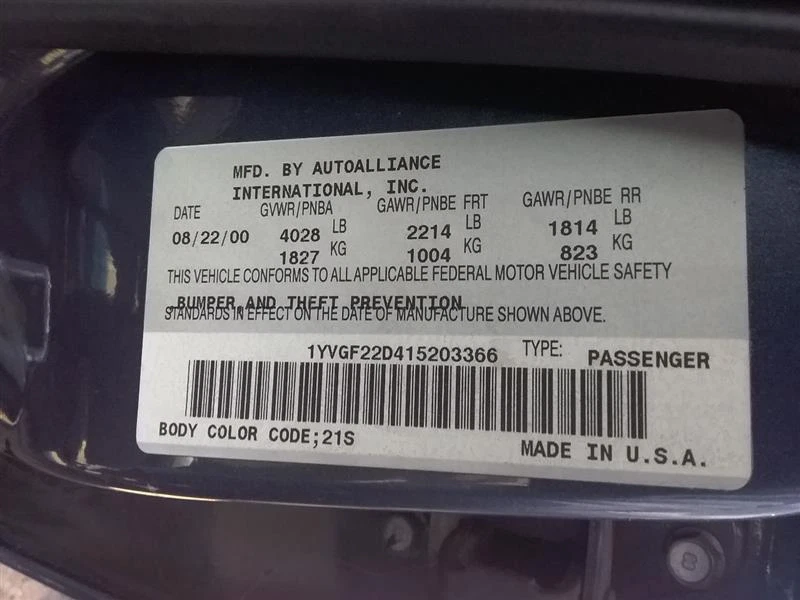 MFD. BY AUTOALLIANCE
INTERNATIONAL, INC.
DATE GVWR/PNBA GAWR/PNBE FRT GAWR/PNBE RR
08/22/00 4028 LB 2214 LB 1814 LB
1827 KG 1004 KG 823 KG
THIS VEHICLE CONFORMS TO ALL APPLICABLE FEDERAL MOTOR VEHICLE SAFETY
,BUMPER,AND THEFT PREVENTION
STANDARDS IN EFFECT ON THE DATE OF MANUFACTURE SHOWN ABOVE.
1YVGF22D415203366 TYPE: PASSENGER
BODY COLOR CODE;21S
MADE IN U.S.A.